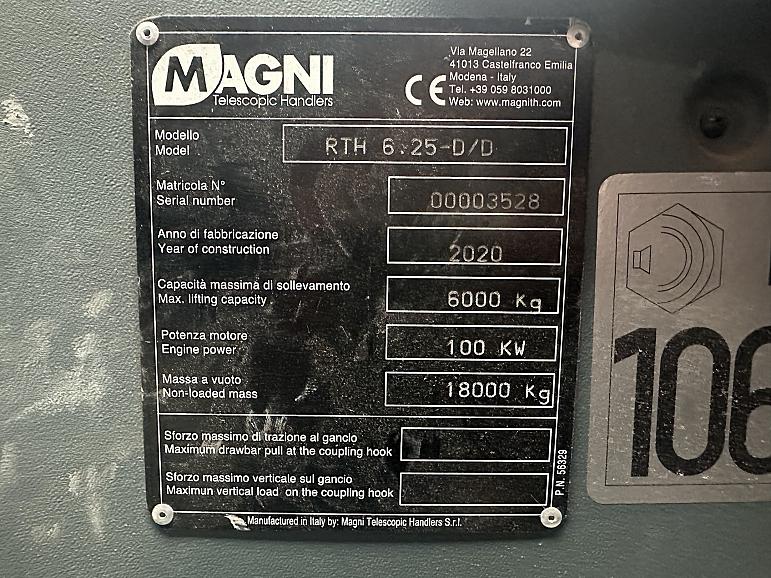 MAGNI
Telescopic Handlers
CE
Via Magellano 22
41013 Castelfranco Emilia
Modena - Italy
Tel. +39 059 8031000
Web: www.magnith.com
Modello
Model
RTH 6.25-D/D
Matricola N°
Serial number
00003528
Anno di fabbricazione
Year of construction
2020
Capacità massima di sollevamento
Max. lifting capacity
6000 Kg
Potenza motore
Engine power
100 KW
Massa a vuoto
Non-loaded mass
18000 Kg
Sforzo massimo di trazione al gancio
Maximum drawbar pull at the coupling hook
Sforzo massimo verticale sul gancio
Maximun vertical load on the coupling hook
P.N. 56329
Manufactured in Italy by: Magni Telescopic Handlers S.r.l.
106